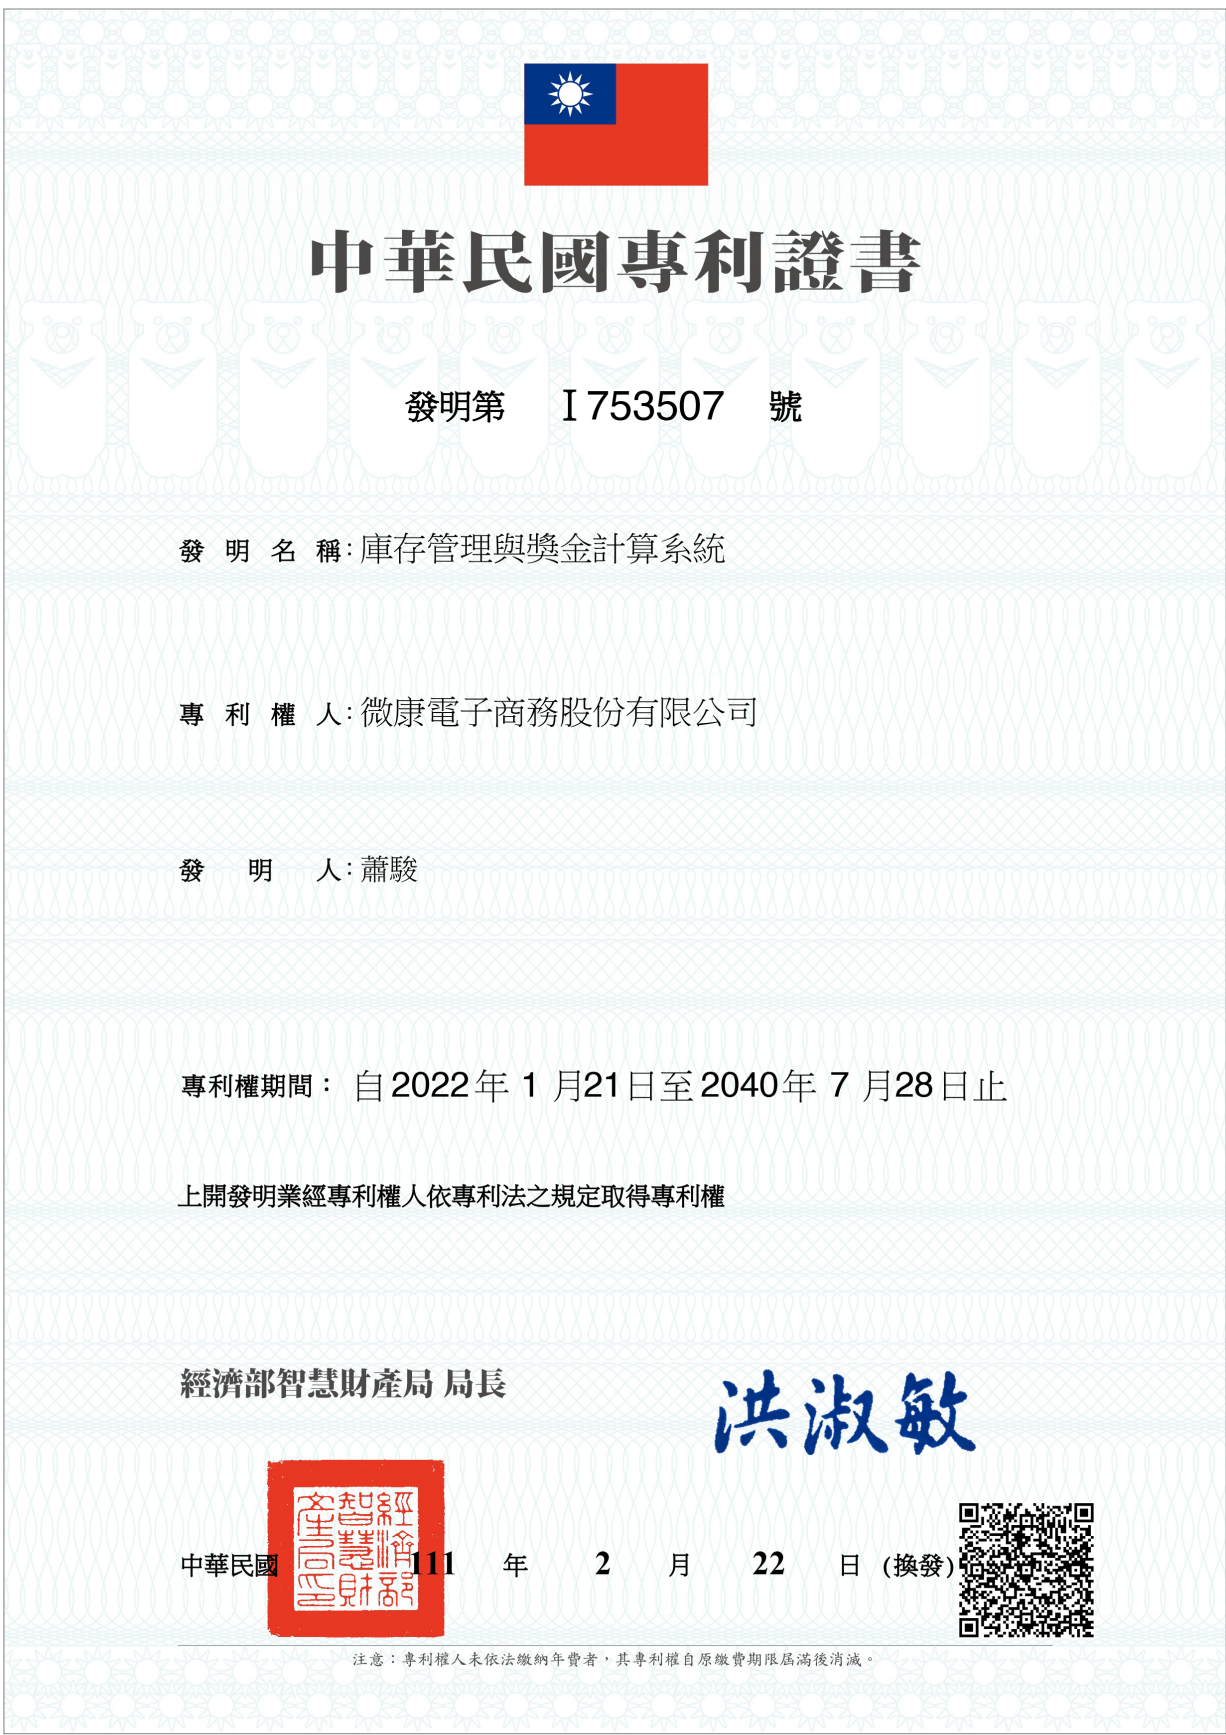 中華民國專利證書
發明第 I753507 號
發明名稱：庫存管理與獎金計算系統
專利權人：微康電子商務股份有限公司
發明人：蕭駿
專利權期間： 自2022年 1 月21日至2040年 7 月28日止
上開發明業經專利權人依專利法之規定取得專利權
經濟部智慧財產局 局長
洪淑敏
經濟部智慧財產局印
中華民國 111 年 2 月 22 日 (換發)
注意：專利權人未依法繳納年費者，其專利權自原繳費期限屆滿後消滅。